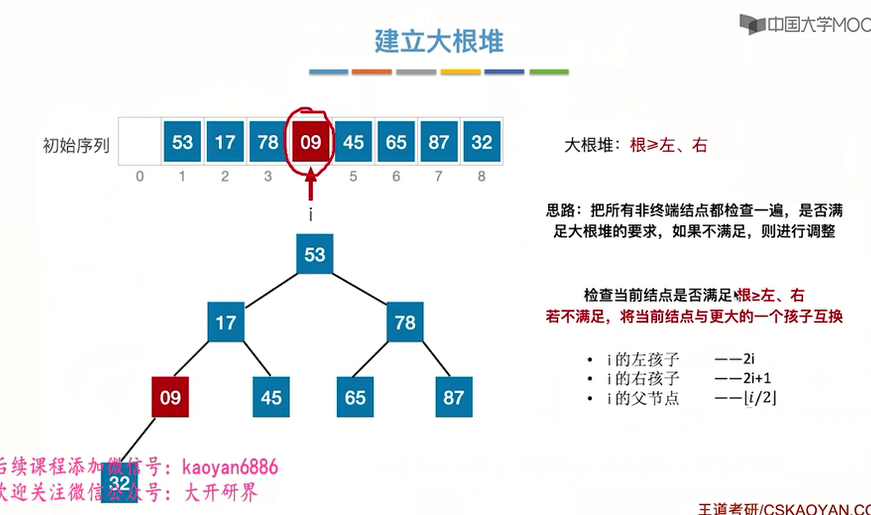 中国大学MOO
建立大根堆
初始序列 53 17 78 09 45 65 87 32
0 1 2 3 5 6 7 8
i
大根堆：根≥左、右
思路：把所有非终端结点都检查一遍，是否满
足大根堆的要求，如果不满足，则进行调整
53
17 78
09 45 65 87
32
检查当前结点是否满足根≥左、右
若不满足，将当前结点与更大的一个孩子互换
• i 的左孩子 ——2i
• i 的右孩子 ——2i+1
• i 的父节点 ——⌊i/2⌋
后续课程添加微信号：kaoyan6886
欢迎关注微信公众号：大开研界
王道考研/CSKAOYAN.CO